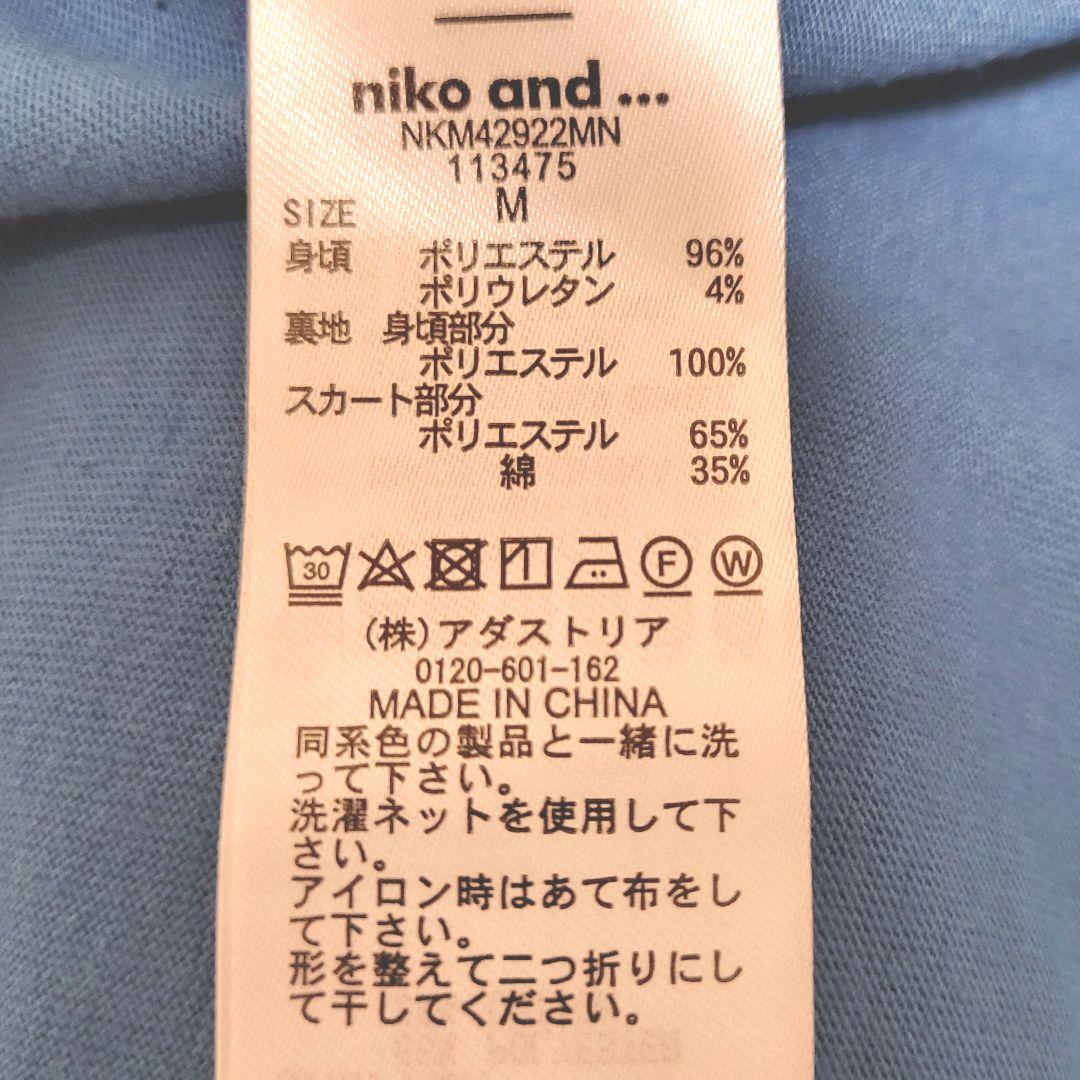 niko and ...
NKM42922MN
113475
SIZE M
身頃 ポリエステル 96%
ポリウレタン 4%
裏地 身頃部分
ポリエステル 100%
スカート部分
ポリエステル 65%
綿 35%
30 F W
(株)アダストリア
0120-601-162
MADE IN CHINA
同系色の製品と一緒に洗
って下さい。
洗濯ネットを使用して下
さい。
アイロン時はあて布をし
て下さい。
形を整えて二つ折りにし
て干してください。